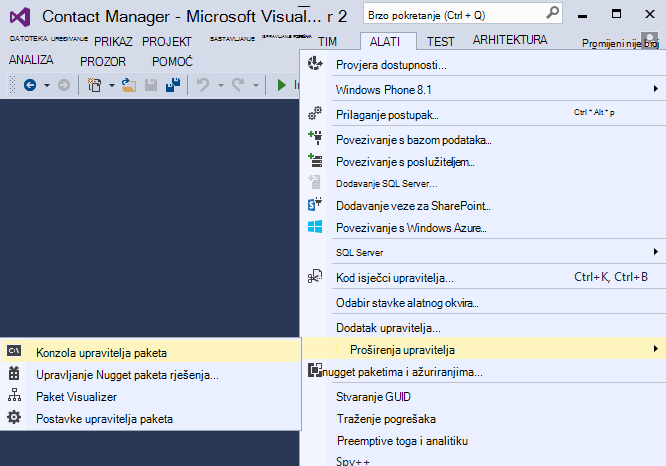 Contact Manager - Microsoft Visual... r 2
Brzo pokretanje (Ctrl + Q)
DATOTEKA UREĐIVANJE PRIKAZ PROJEKT SASTAVLJANJE TIM ALATI TEST ARHITEKTURA Promijeni nije broj
ANALIZA PROZOR POMOĆ
Provjera dostupnosti...
Windows Phone 8.1
Prilaganje postupak... Ctrl * Alt * p
Povezivanje s bazom podataka...
Povezivanje s poslužiteljem...
Dodavanje SQL Server...
Dodavanje veze za SharePoint...
Povezivanje s Windows Azure...
SQL Server
Kod isječci upravitelja... Ctrl+K, Ctrl+B
Odabir stavke alatnog okvira...
Dodatak upravitelja...
Proširenja upravitelja
nugget paketima i ažuriranjima...
Stvaranje GUID
Traženje pogrešaka
Preemptive toga i analitiku
Spy++
Konzola upravitelja paketa
Upravljanje Nugget paketa rješenja...
Paket Visualizer
Postavke upravitelja paketa